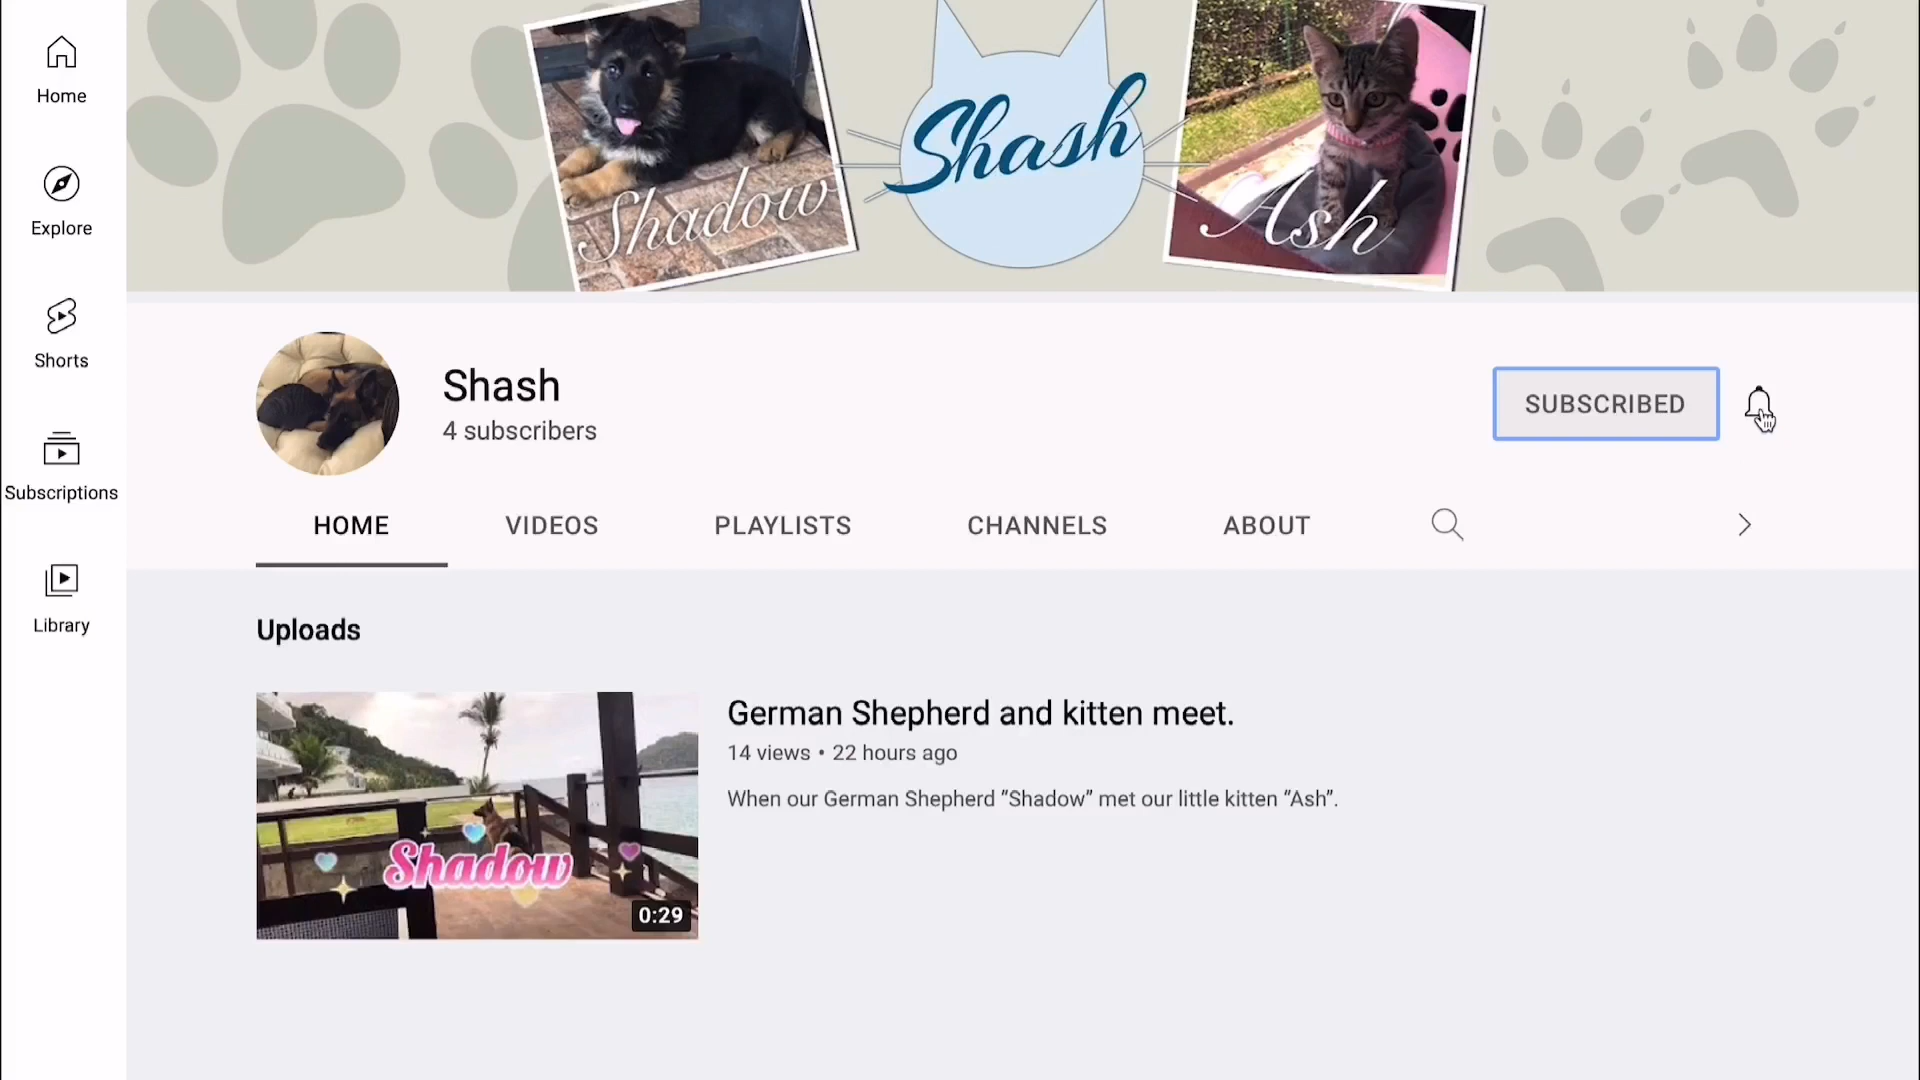 Shadow
Shash
Ash
Home
Explore
Shorts
Subscriptions
Library
Shash
4 subscribers
SUBSCRIBED
HOME
VIDEOS
PLAYLISTS
CHANNELS
ABOUT
Uploads
Shadow
0:29
German Shepherd and kitten meet.
14 views • 22 hours ago
When our German Shepherd “Shadow” met our little kitten “Ash”.